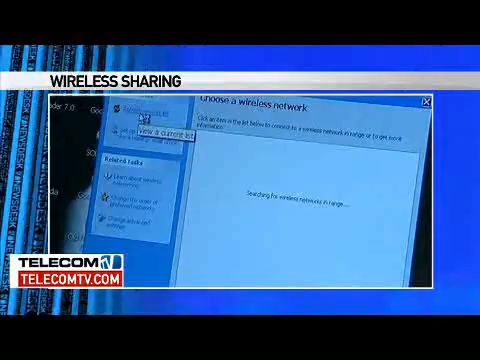 WIRELESS SHARING
Choose a wireless network
Click an item in the list below to connect to a wireless network in range or to get more
information.
View a current list
Related Tasks
Learn about wireless
networking
Change the order of
preferred networks
Change advanced
settings
Searching for wireless networks in range...
TELECOMTV
TELECOMTV.COM
NEWSDESK